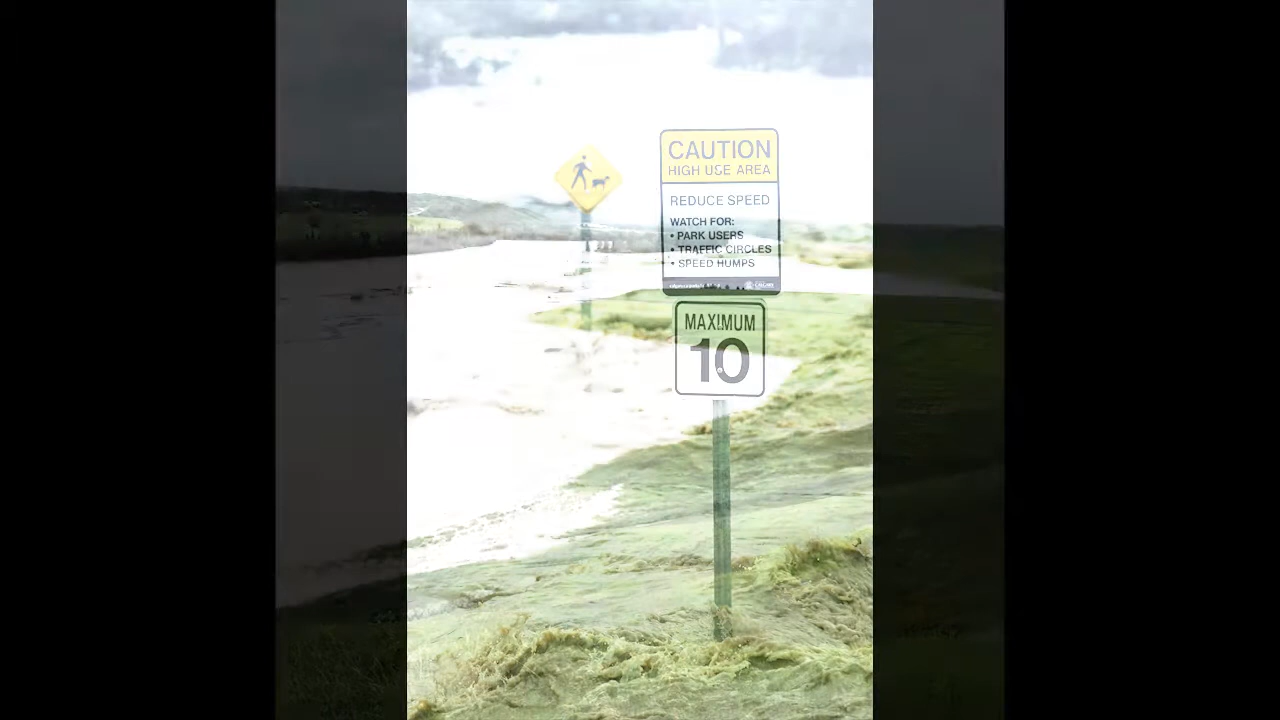 CAUTION
HIGH USE AREA
REDUCE SPEED
WATCH FOR:
• PARK USERS
• TRAFFIC CIRCLES
• SPEED HUMPS
MAXIMUM
10